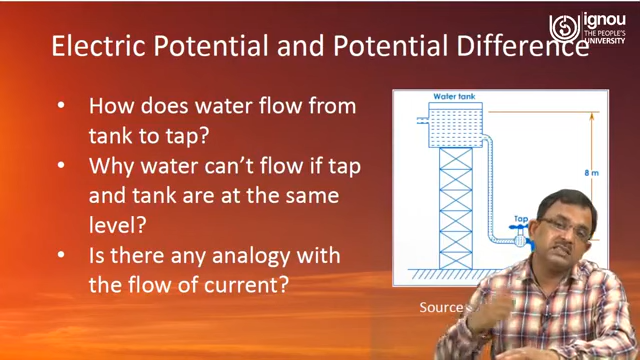 ignou
THE PEOPLE'S
UNIVERSITY
Electric Potential and Potential Difference
• How does water flow from
tank to tap?
• Why water can't flow if tap
and tank are at the same
level?
• Is there any analogy with
the flow of current?
Water tank
8 m
Tap
Source